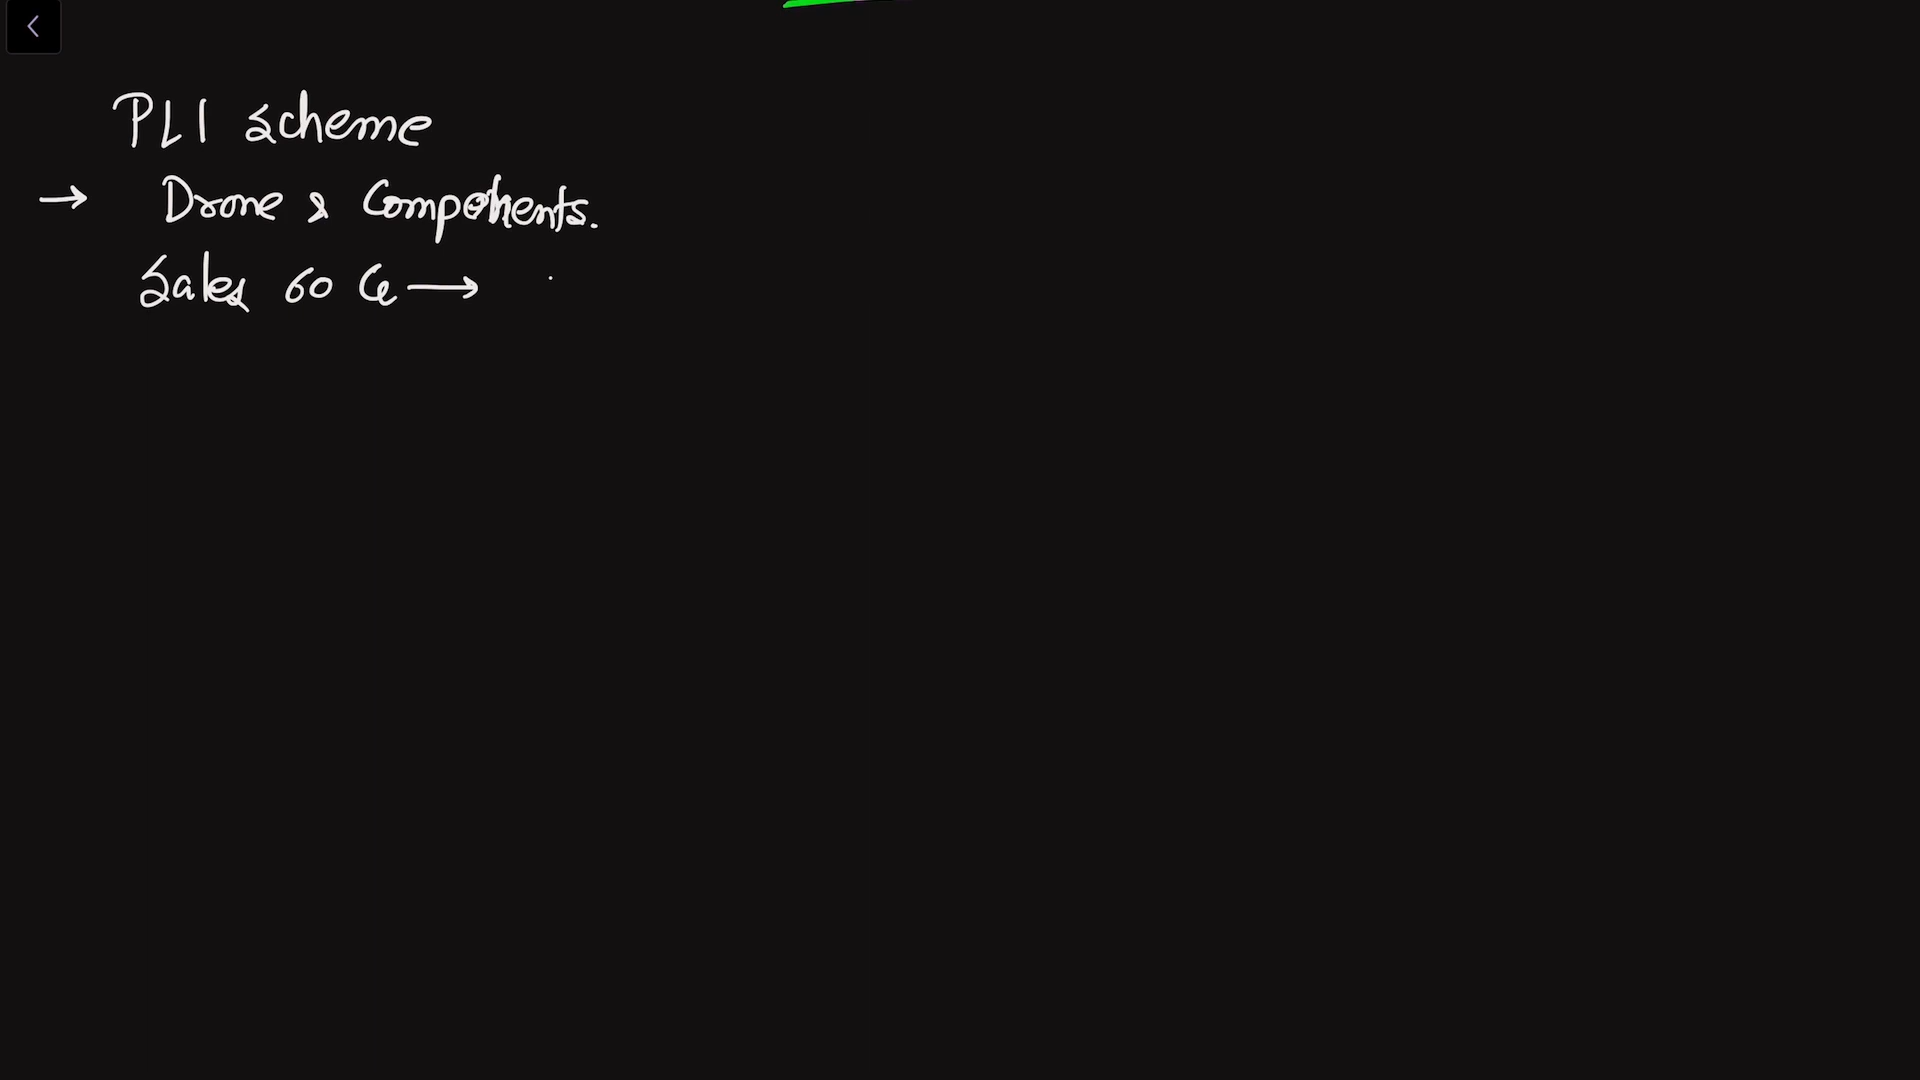 PLI scheme
→ Drone & Components.
Sales 60 Cr →